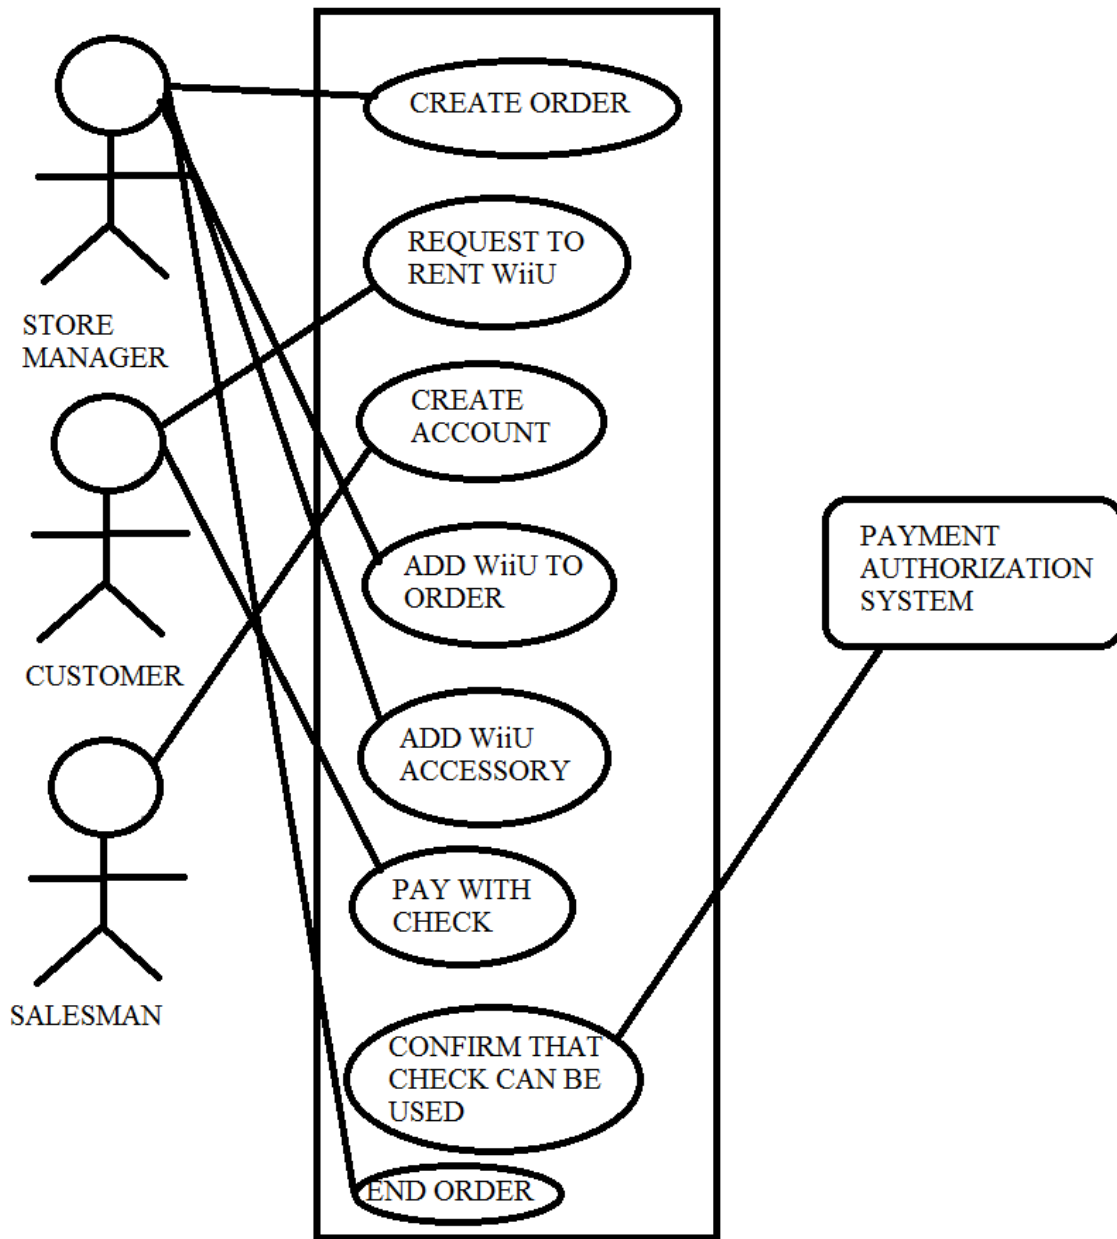 CREATE ORDER
REQUEST TO
RENT WiiU
STORE
MANAGER
CREATE
ACCOUNT
ADD WiiU TO
ORDER
PAYMENT
AUTHORIZATION
SYSTEM
CUSTOMER
ADD WiiU
ACCESSORY
PAY WITH
CHECK
SALESMAN
CONFIRM THAT
CHECK CAN BE
USED
END ORDER